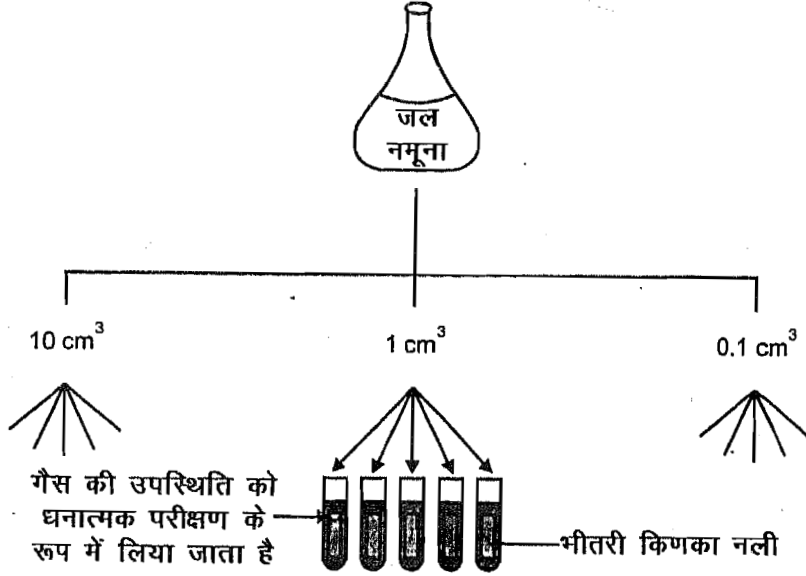 जल
नमूना
10 cm³
1 cm³
0.1 cm³
गैस की उपस्थिति को
धनात्मक परीक्षण के
रूप में लिया जाता है
भीतरी किणका नली